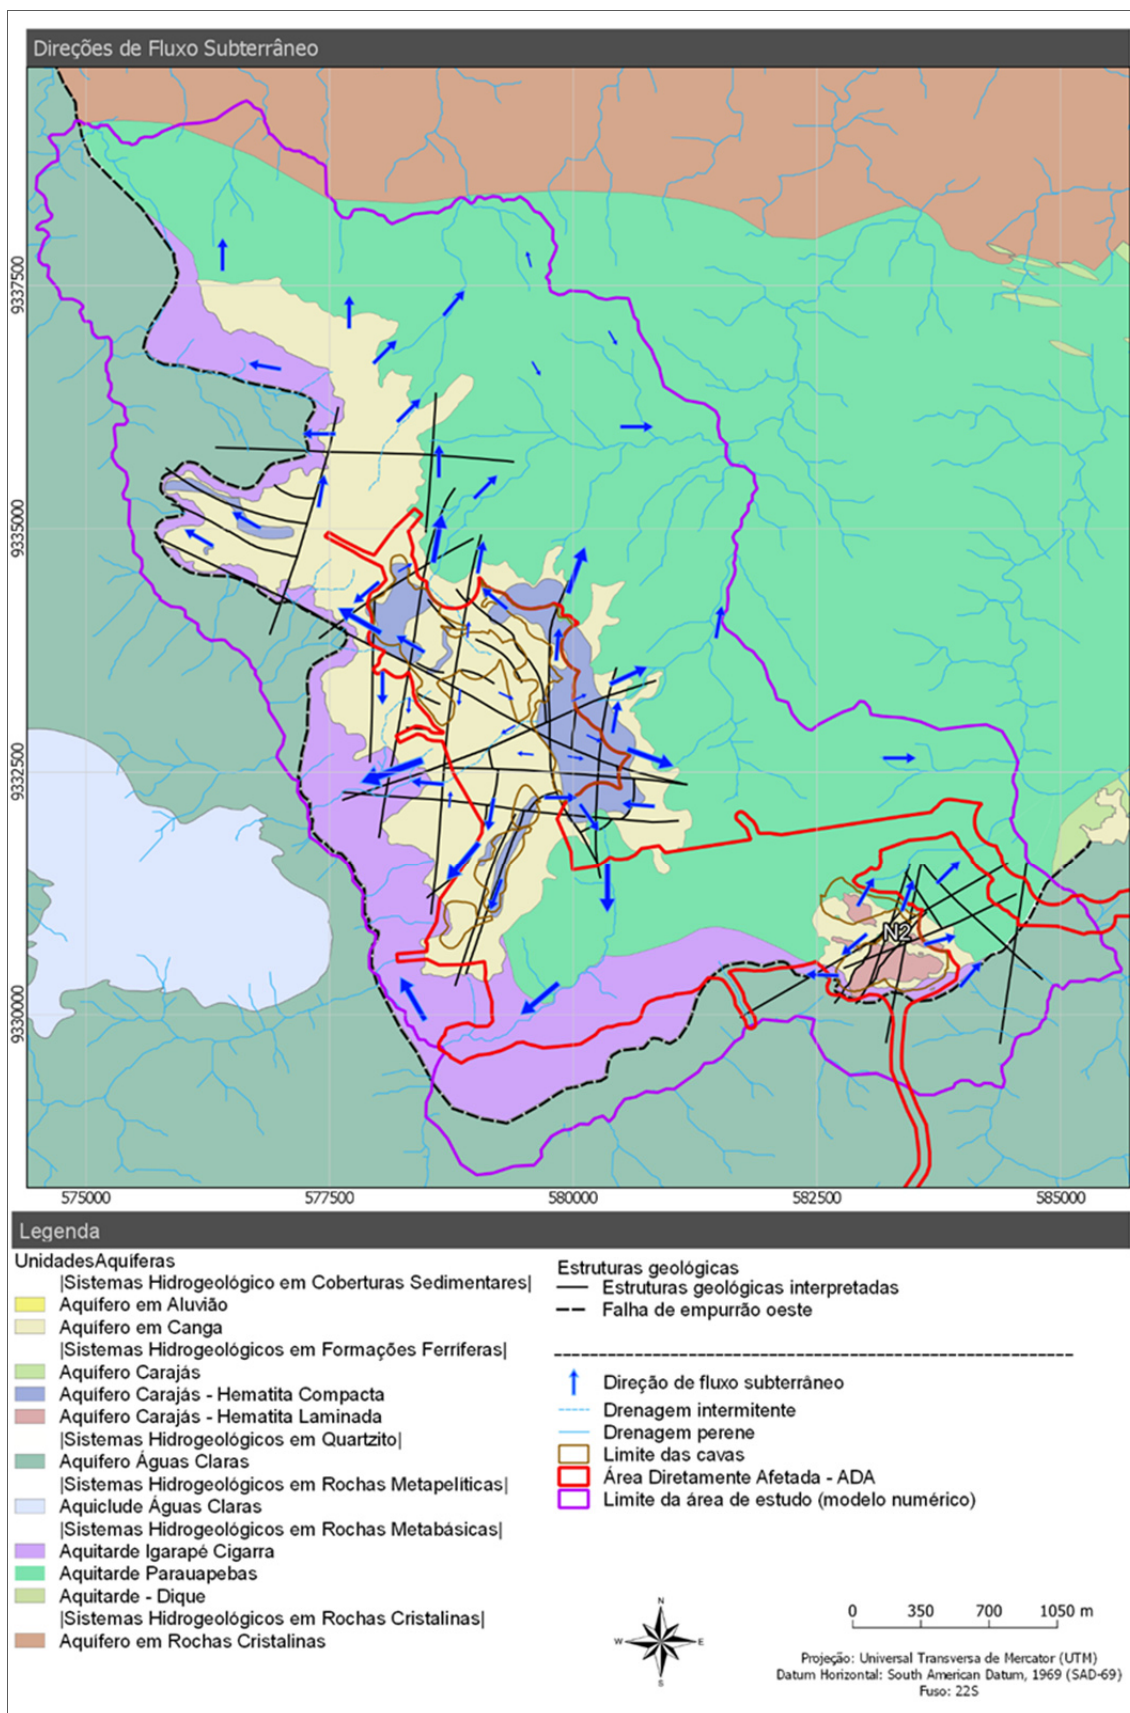 Direções de Fluxo Subterrâneo
9337500
9335000
9332500
9330000
N2
575000 577500 580000 582500 585000
Legenda
UnidadesAquíferas
|Sistemas Hidrogeológico em Coberturas Sedimentares|
Aquífero em Aluvião
Aquífero em Canga
|Sistemas Hidrogeológicos em Formações Ferríferas|
Aquífero Carajás
Aquífero Carajás - Hematita Compacta
Aquífero Carajás - Hematita Laminada
|Sistemas Hidrogeológicos em Quartzito|
Aquífero Águas Claras
|Sistemas Hidrogeológicos em Rochas Metapelíticas|
Aquiclude Águas Claras
|Sistemas Hidrogeológicos em Rochas Metabásicas|
Aquitarde Igarapé Cigarra
Aquitarde Parauapebas
Aquitarde - Dique
|Sistemas Hidrogeológicos em Rochas Cristalinas|
Aquífero em Rochas Cristalinas
Estruturas geológicas
Estruturas geológicas interpretadas
Falha de empurrão oeste
Direção de fluxo subterrâneo
Drenagem intermitente
Drenagem perene
Limite das cavas
Área Diretamente Afetada - ADA
Limite da área de estudo (modelo numérico)
N
W E
S
0 350 700 1050 m
Projeção: Universal Transversa de Mercator (UTM)
Datum Horizontal: South American Datum, 1969 (SAD-69)
Fuso: 22S